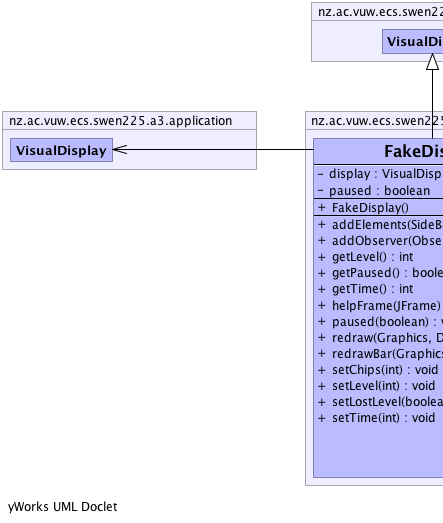 nz.ac.vuw.ecs.swen225.
VisualDi
nz.ac.vuw.ecs.swen225.a3.application
VisualDisplay
nz.ac.vuw.ecs.swen225
FakeDis
− display : VisualDisp
− paused : boolean
+ FakeDisplay()
+ addElements(SideBa
+ addObserver(Obse
+ getLevel() : int
+ getPaused() : boole
+ getTime() : int
+ helpFrame(JFrame)
+ paused(boolean) : v
+ redraw(Graphics, D
+ redrawBar(Graphics
+ setChips(int) : void
+ setLevel(int) : void
+ setLostLevel(boolea
+ setTime(int) : void
yWorks UML Doclet